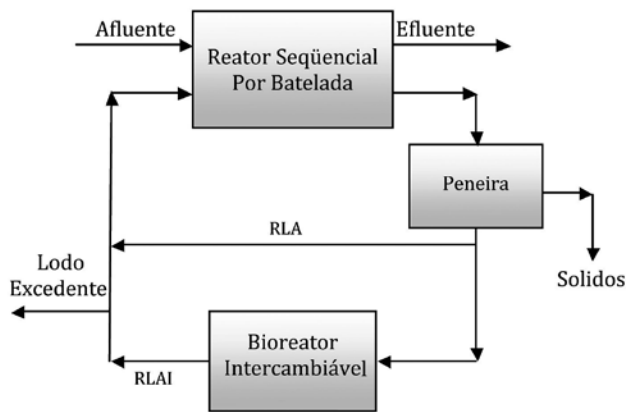 Afluente
Efluente
Reator Seqüencial
Por Batelada
Peneira
RLA
Solidos
Lodo
Excedente
Bioreator
Intercambiável
RLAI